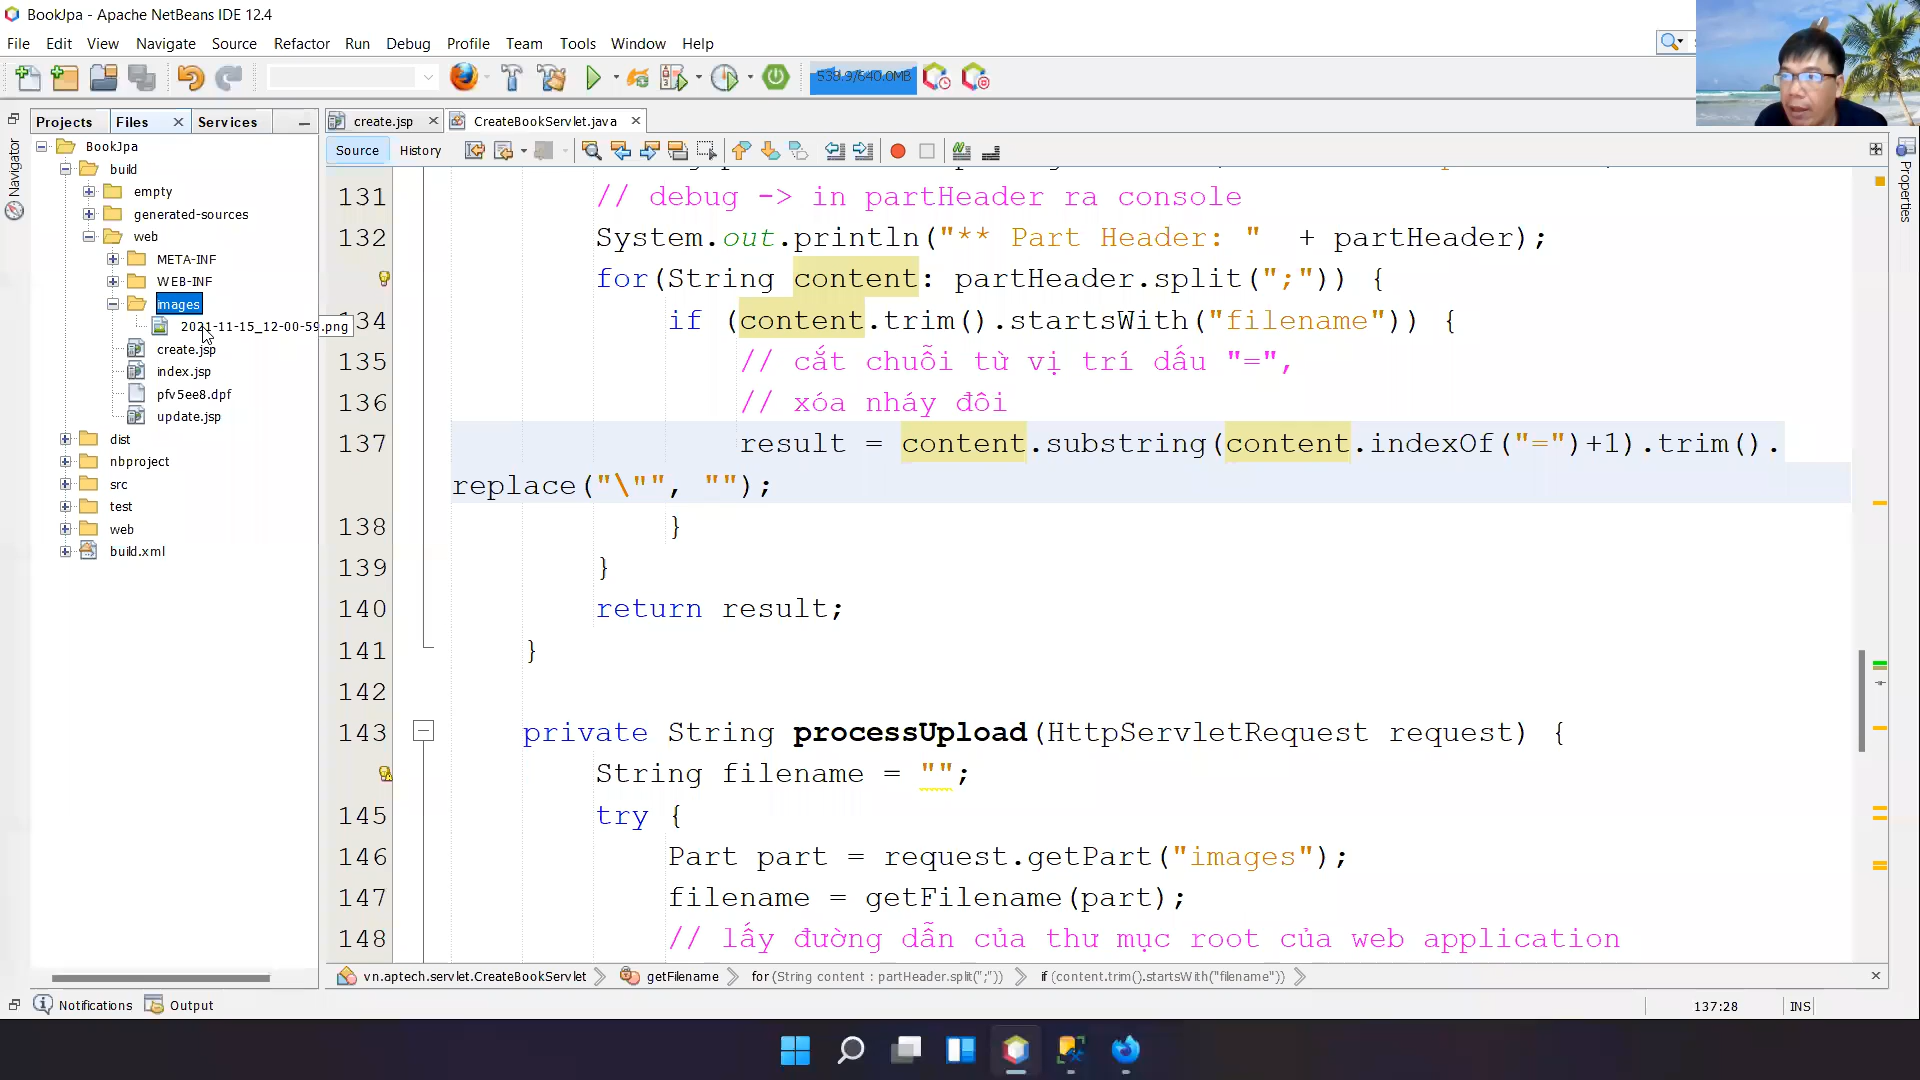 BookJpa - Apache NetBeans IDE 12.4
File Edit View Navigate Source Refactor Run Debug Profile Team Tools Window Help
538.9/640.0MB
Projects Files Services
create.jsp CreateBookServlet.java
Source History
Navigator
Properties
BookJpa
build
empty
generated-sources
web
META-INF
WEB-INF
images
2021-11-15_12-00-59.png
create.jsp
index.jsp
pfv5ee8.dpf
update.jsp
dist
nbproject
src
test
web
build.xml
131 // debug -> in partHeader ra console
132 System.out.println("** Part Header: " + partHeader);
for(String content: partHeader.split(";")) {
134 if (content.trim().startsWith("filename")) {
135 // cắt chuỗi từ vị trí dấu "=",
136 // xóa nháy đôi
137 result = content.substring(content.indexOf("=")+1).trim().
replace("\"", "");
138 }
139 }
140 return result;
141 }
142
143 private String processUpload(HttpServletRequest request) {
String filename = "";
145 try {
146 Part part = request.getPart("images");
147 filename = getFilename(part);
148 // lấy đường dẫn của thư mục root của web application
vn.aptech.servlet.CreateBookServlet getFilename for (String content : partHeader.split(";")) if (content.trim().startsWith("filename"))
Notifications Output
137:28 INS